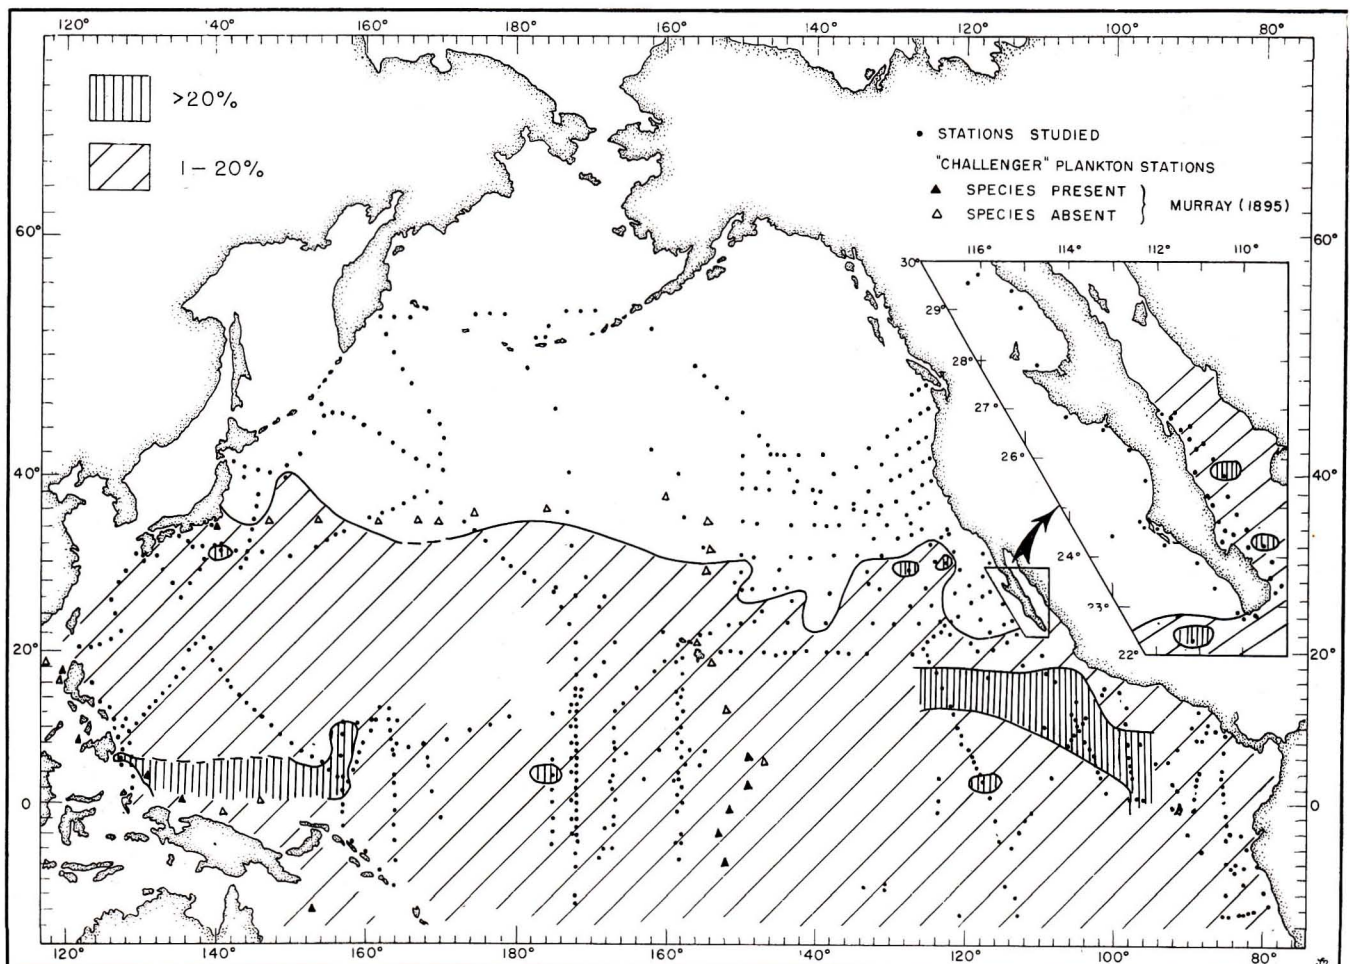 120° '40° 160° 180° 160° 140° 120° 100° 80°
>20%
1–20%
• STATIONS STUDIED
"CHALLENGER" PLANKTON STATIONS
▲ SPECIES PRESENT
△ SPECIES ABSENT
} MURRAY (1895)
60° 60°
116° 114° 112° 110°
30°
29°
28°
27°
26°
24°
23°
22°
40° 40°
20° 20°
0 0
120° 140° 160° 180° 160° 140° 120° 100° 80°